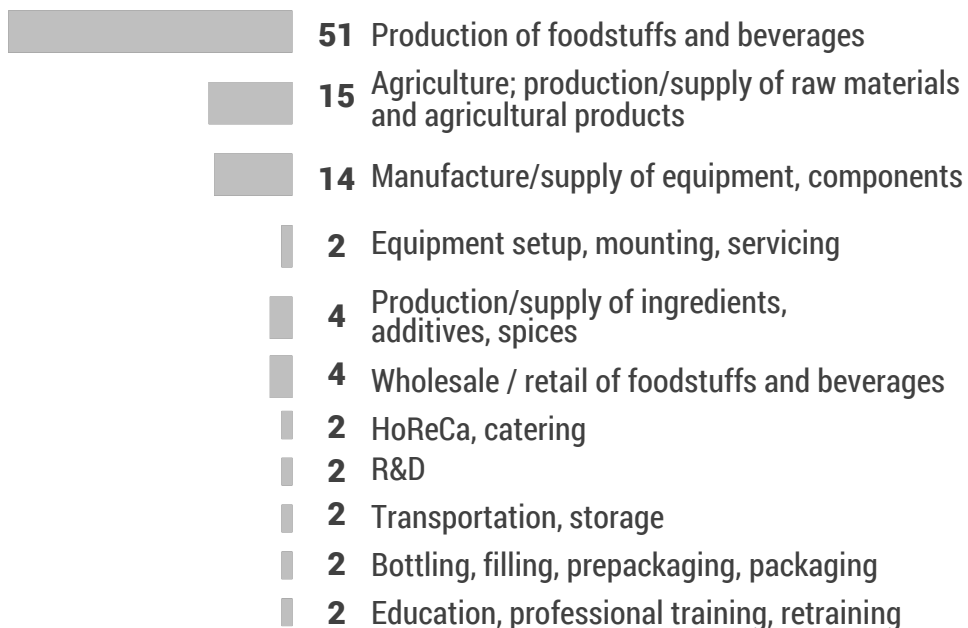 51 Production of foodstuffs and beverages
15 Agriculture; production/supply of raw materials
and agricultural products
14 Manufacture/supply of equipment, components
2 Equipment setup, mounting, servicing
4 Production/supply of ingredients,
additives, spices
4 Wholesale / retail of foodstuffs and beverages
2 HoReCa, catering
2 R&D
2 Transportation, storage
2 Bottling, filling, prepackaging, packaging
2 Education, professional training, retraining